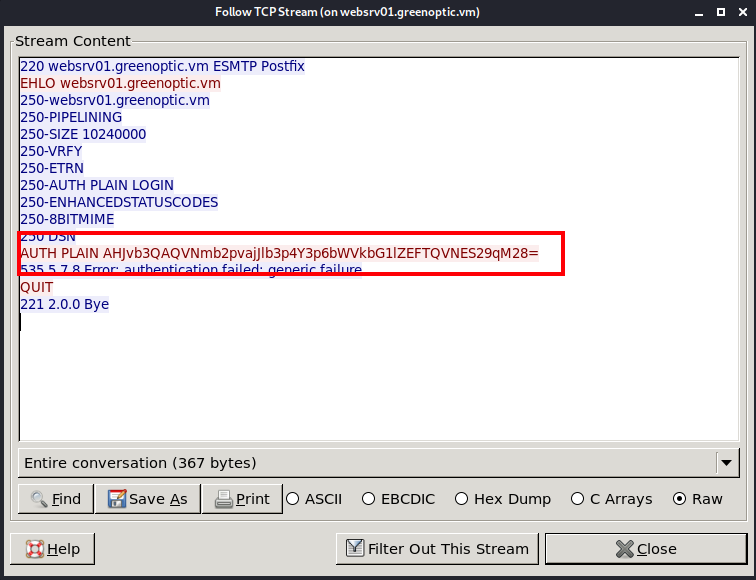 Follow TCP Stream (on websrv01.greenoptic.vm)
Stream Content
220 websrv01.greenoptic.vm ESMTP Postfix
EHLO websrv01.greenoptic.vm
250-websrv01.greenoptic.vm
250-PIPELINING
250-SIZE 10240000
250-VRFY
250-ETRN
250-AUTH PLAIN LOGIN
250-ENHANCEDSTATUSCODES
250-8BITMIME
250 DSN
AUTH PLAIN AHJvb3QAQVNmb2pvajJlb3p4Y3p6bWVkbG1lZEFTQVNES29qM28=
535 5.7.8 Error: authentication failed: generic failure
QUIT
221 2.0.0 Bye
Entire conversation (367 bytes)
Find Save As Print ASCII EBCDIC Hex Dump C Arrays Raw
Help Filter Out This Stream Close